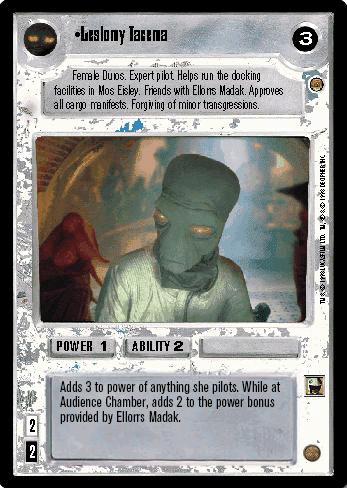 •Leslomy Tacema
3
Female Duros. Expert pilot. Helps run the docking
facilities in Mos Eisley. Friends with Ellorrs Madak. Approves
all cargo manifests. Forgiving of minor transgressions.
POWER 1 ABILITY 2
Adds 3 to power of anything she pilots. While at
Audience Chamber, adds 2 to the power bonus
provided by Ellorrs Madak.
2
2